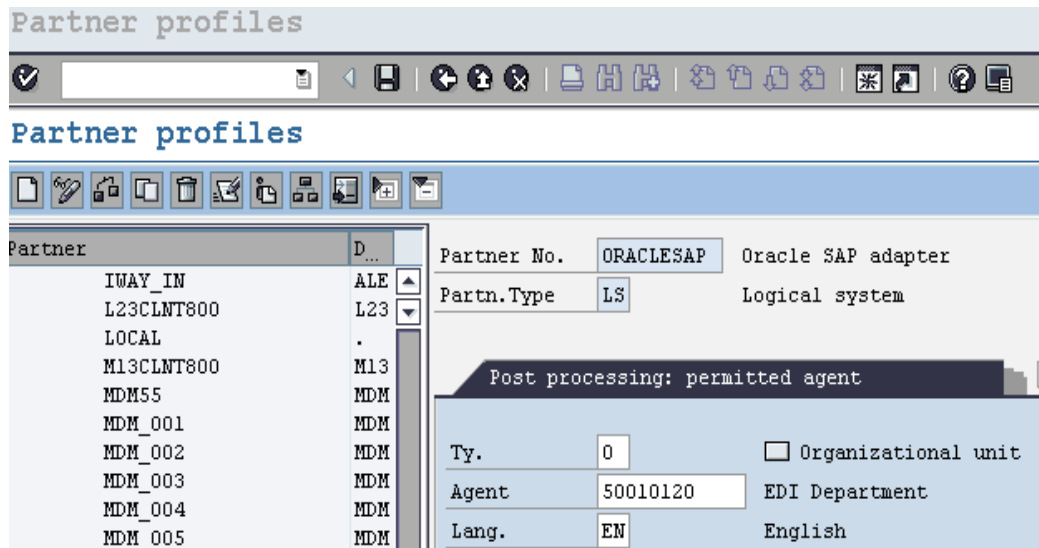 Partner profiles
Partner profiles
Partner D...
IWAY_IN ALE
L23CLNT800 L23
LOCAL .
M13CLNT800 M13
MDM55 MDM
MDM_001 MDM
MDM_002 MDM
MDM_003 MDM
MDM_004 MDM
MDM_005 MDM
Partner No. ORACLESAP Oracle SAP adapter
Partn.Type LS Logical system
Post processing: permitted agent
Ty. 0 Organizational unit
Agent 50010120 EDI Department
Lang. EN English